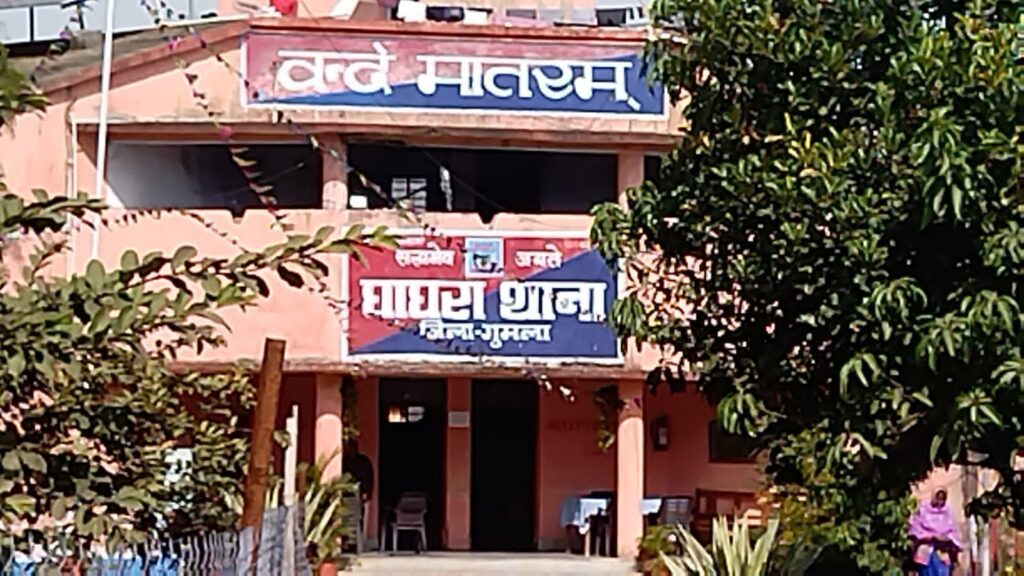 वन्दे मातरम्
सत्यमेव जयते
घाघरा थाना
जिला-गुमला